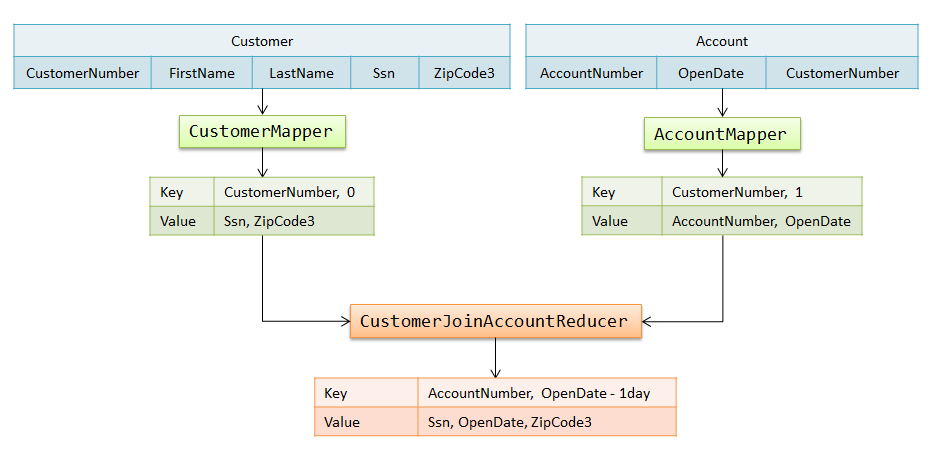 Customer
CustomerNumber FirstName LastName Ssn ZipCode3
Account
AccountNumber OpenDate CustomerNumber
CustomerMapper
AccountMapper
Key CustomerNumber, 0
Value Ssn, ZipCode3
Key CustomerNumber, 1
Value AccountNumber, OpenDate
CustomerJoinAccountReducer
Key AccountNumber, OpenDate - 1day
Value Ssn, OpenDate, ZipCode3